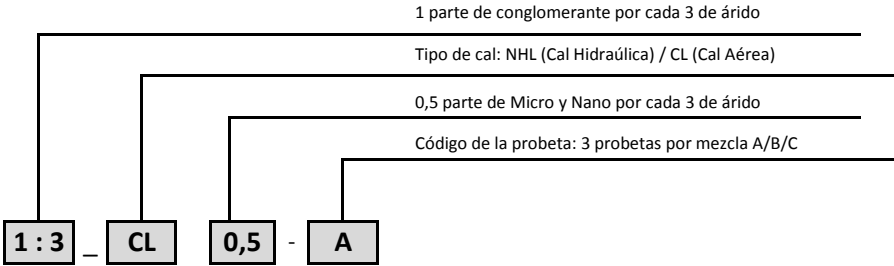 1 parte de conglomerante por cada 3 de árido
Tipo de cal: NHL (Cal Hidraúlica) / CL (Cal Aérea)
0,5 parte de Micro y Nano por cada 3 de árido
Código de la probeta: 3 probetas por mezcla A/B/C
1 : 3 _ CL 0,5 - A